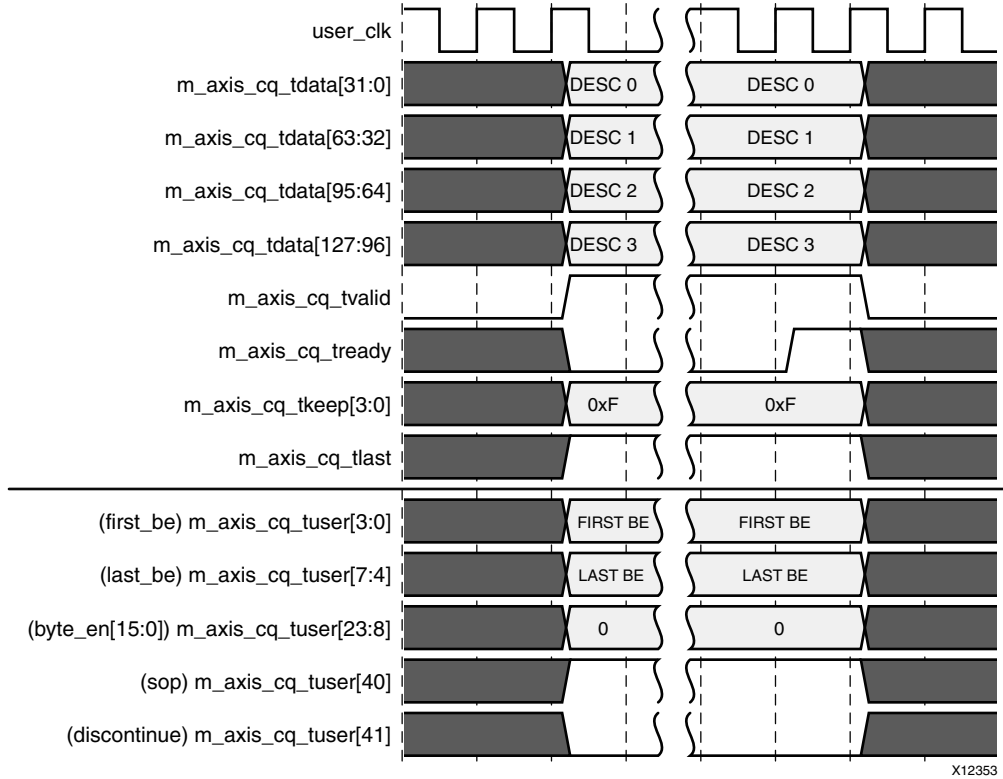 user_clk
m_axis_cq_tdata[31:0] DESC 0 DESC 0
m_axis_cq_tdata[63:32] DESC 1 DESC 1
m_axis_cq_tdata[95:64] DESC 2 DESC 2
m_axis_cq_tdata[127:96] DESC 3 DESC 3
m_axis_cq_tvalid
m_axis_cq_tready
m_axis_cq_tkeep[3:0] 0xF 0xF
m_axis_cq_tlast
(first_be) m_axis_cq_tuser[3:0] FIRST BE FIRST BE
(last_be) m_axis_cq_tuser[7:4] LAST BE LAST BE
(byte_en[15:0]) m_axis_cq_tuser[23:8] 0 0
(sop) m_axis_cq_tuser[40]
(discontinue) m_axis_cq_tuser[41]
X12353